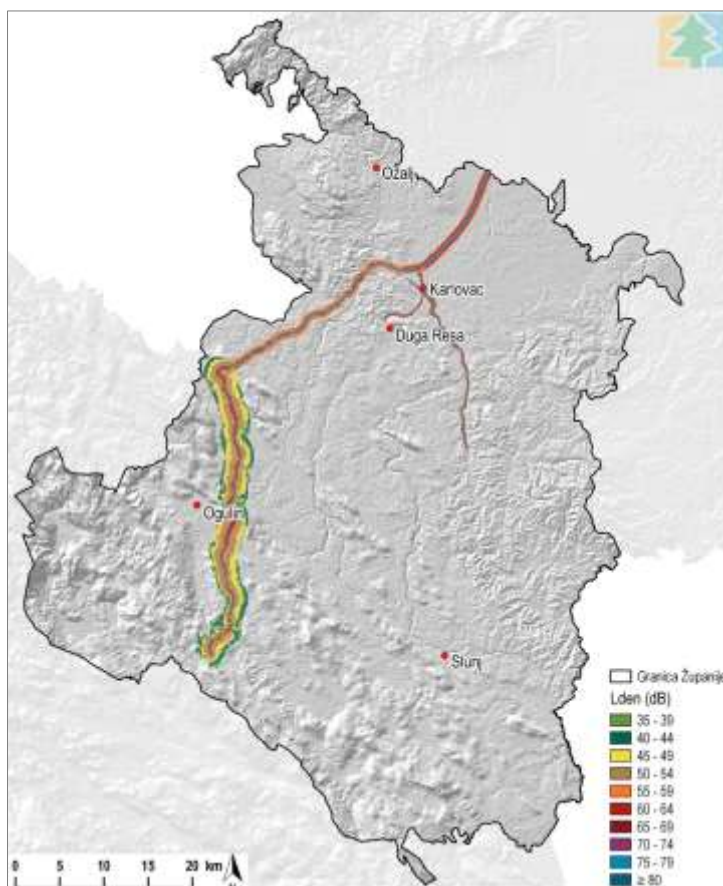 Ozalj
Karlovac
Duga Resa
Ogulin
Slunj
Granica Županije
Lden (dB)
35 - 39
40 - 44
45 - 49
50 - 54
55 - 59
60 - 64
65 - 69
70 - 74
75 - 79
≥ 80
0 5 10 15 20 km